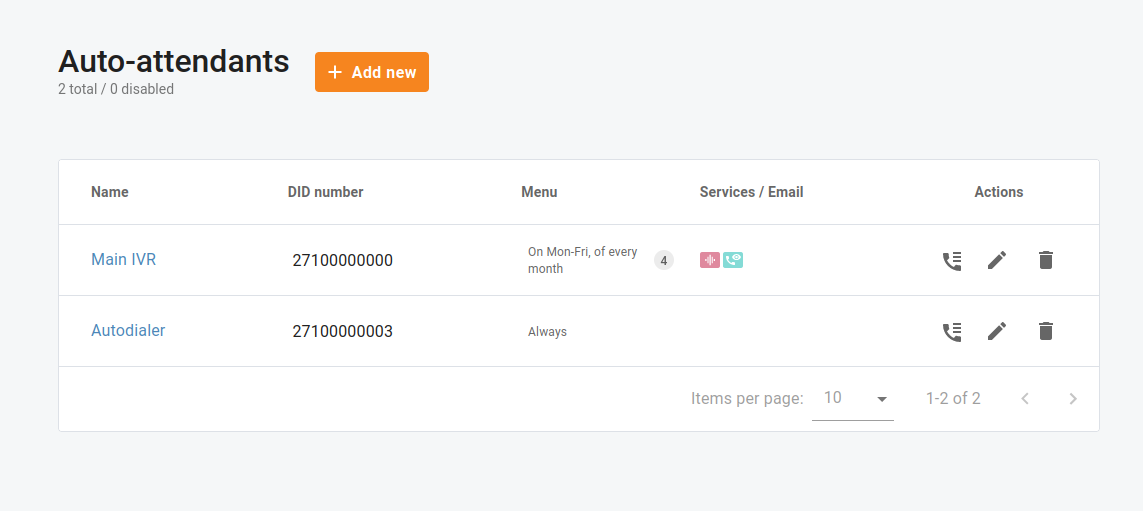 Auto-attendants
+ Add new
2 total / 0 disabled
Name DID number Menu Services / Email Actions
Main IVR 27100000000 On Mon-Fri, of every month 4
Autodialer 27100000003 Always
Items per page: 10 1-2 of 2